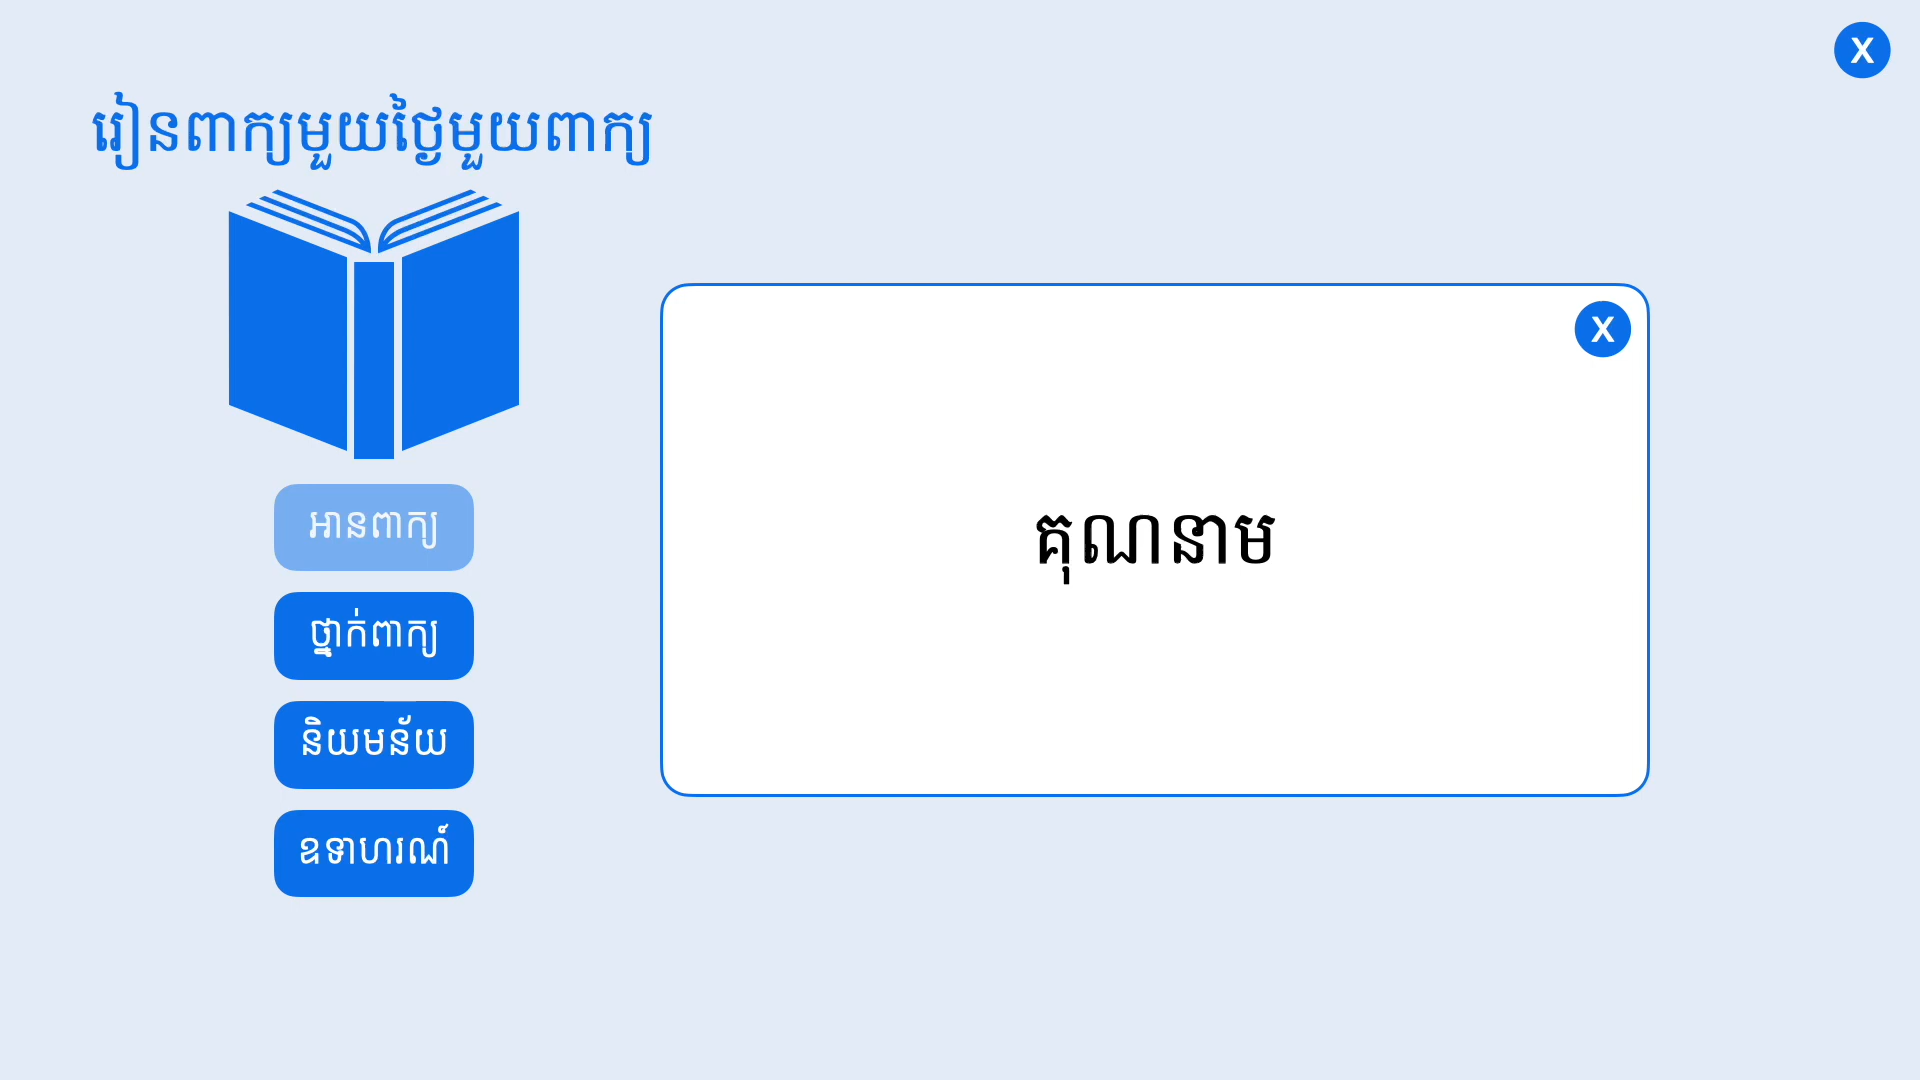 X
រៀនពាក្យមួយថ្ងៃមួយពាក្យ
X
គុណនាម
អានពាក្យ
ថ្នាក់ពាក្យ
និយមន័យ
ឧទាហរណ៍